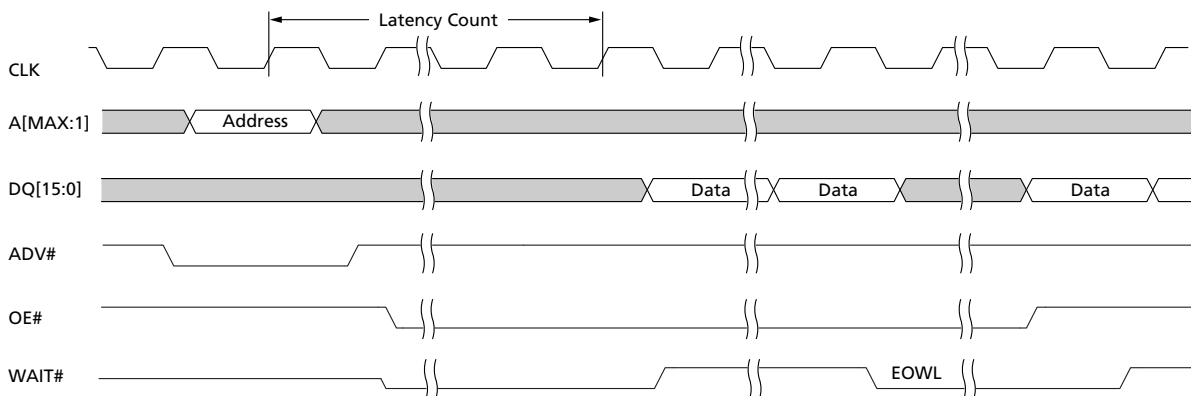 Latency Count
CLK
A[MAX:1] Address
DQ[15:0] Data Data Data
ADV#
OE#
WAIT# EOWL